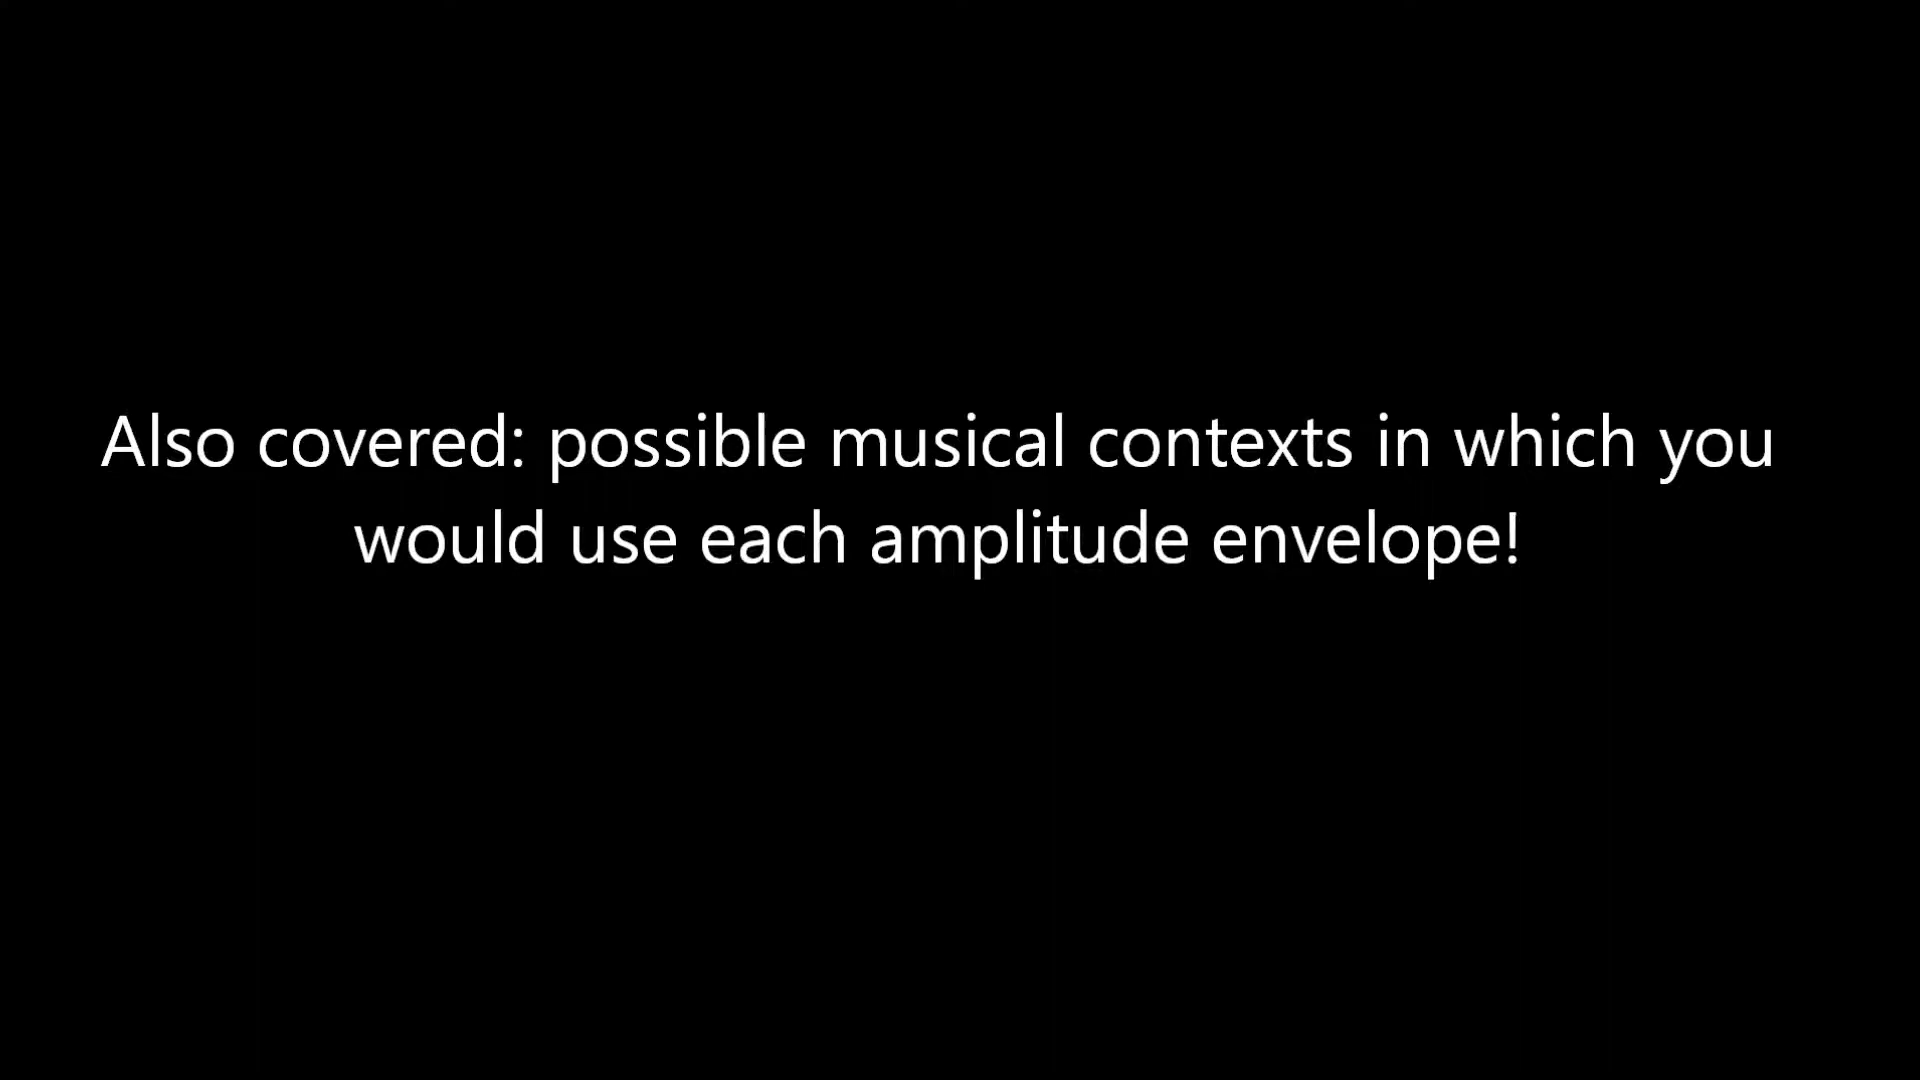 Also covered: possible musical contexts in which you
would use each amplitude envelope!